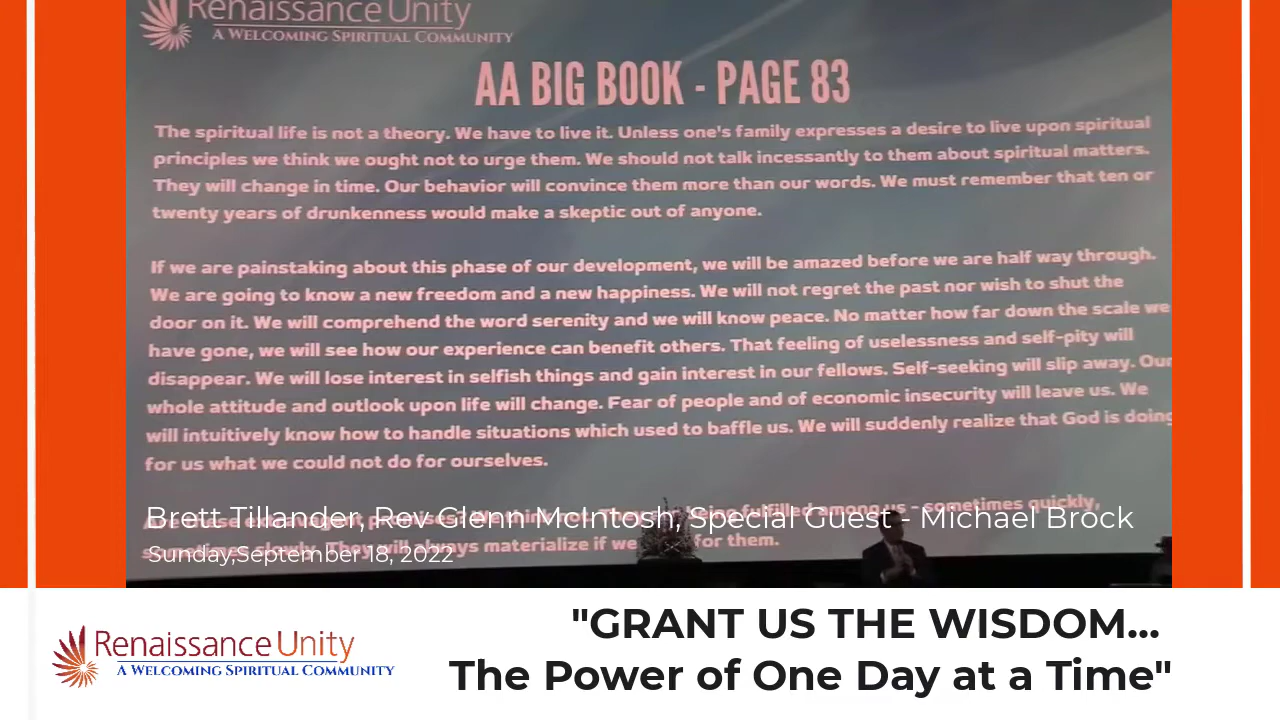 Renaissance Unity
A Welcoming Spiritual Community
AA BIG BOOK - PAGE 83
The spiritual life is not a theory. We have to live it. Unless one's family expresses a desire to live upon spiritual
principles we think we ought not to urge them. We should not talk incessantly to them about spiritual matters.
They will change in time. Our behavior will convince them more than our words. We must remember that ten or
twenty years of drunkenness would make a skeptic out of anyone.
If we are painstaking about this phase of our development, we will be amazed before we are half way through.
We are going to know a new freedom and a new happiness. We will not regret the past nor wish to shut the
door on it. We will comprehend the word serenity and we will know peace. No matter how far down the scale we
have gone, we will see how our experience can benefit others. That feeling of uselessness and self-pity will
disappear. We will lose interest in selfish things and gain interest in our fellows. Self-seeking will slip away. Our
whole attitude and outlook upon life will change. Fear of people and of economic insecurity will leave us. We
will intuitively know how to handle situations which used to baffle us. We will suddenly realize that God is doing
for us what we could not do for ourselves.
fulfilled among us - sometimes quickly,
They will always materialize if we for them.
Brett Tillander, Rev Glenn McIntosh, Special Guest - Michael Brock
Sunday,September 18, 2022
Renaissance Unity
A Welcoming Spiritual Community
"GRANT US THE WISDOM...
The Power of One Day at a Time"